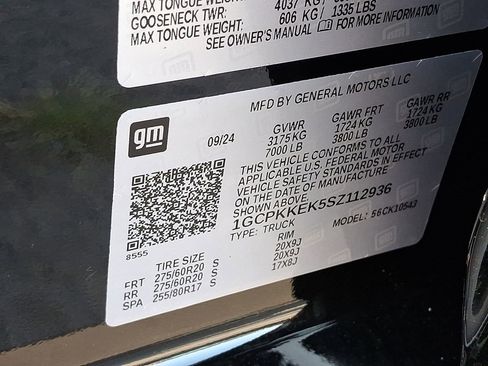 MAX TONGUE WEIGHT
GOOSENECK TWR: 4037 KG
MAX TONGUE WEIGHT: 606 KG / 1335 LBS
SEE OWNER'S MANUAL FOR MORE INFORMATION
MFD BY GENERAL MOTORS LLC
gm
09/24
GVWR GAWR FRT GAWR RR
3175 KG 1724 KG 1724 KG
7000 LB 3800 LB 3800 LB
THIS VEHICLE CONFORMS TO ALL
APPLICABLE U.S. FEDERAL MOTOR
VEHICLE SAFETY STANDARDS IN EFFECT
ON THE DATE OF MANUFACTURE
1GCPKKEK5SZ112936
TYPE: TRUCK MODEL: 56CK10543
8555
TIRE SIZE RIM
FRT 275/60R20 S 20X9J
RR 275/60R20 S 20X9J
SPA 255/80R17 S 17X8J